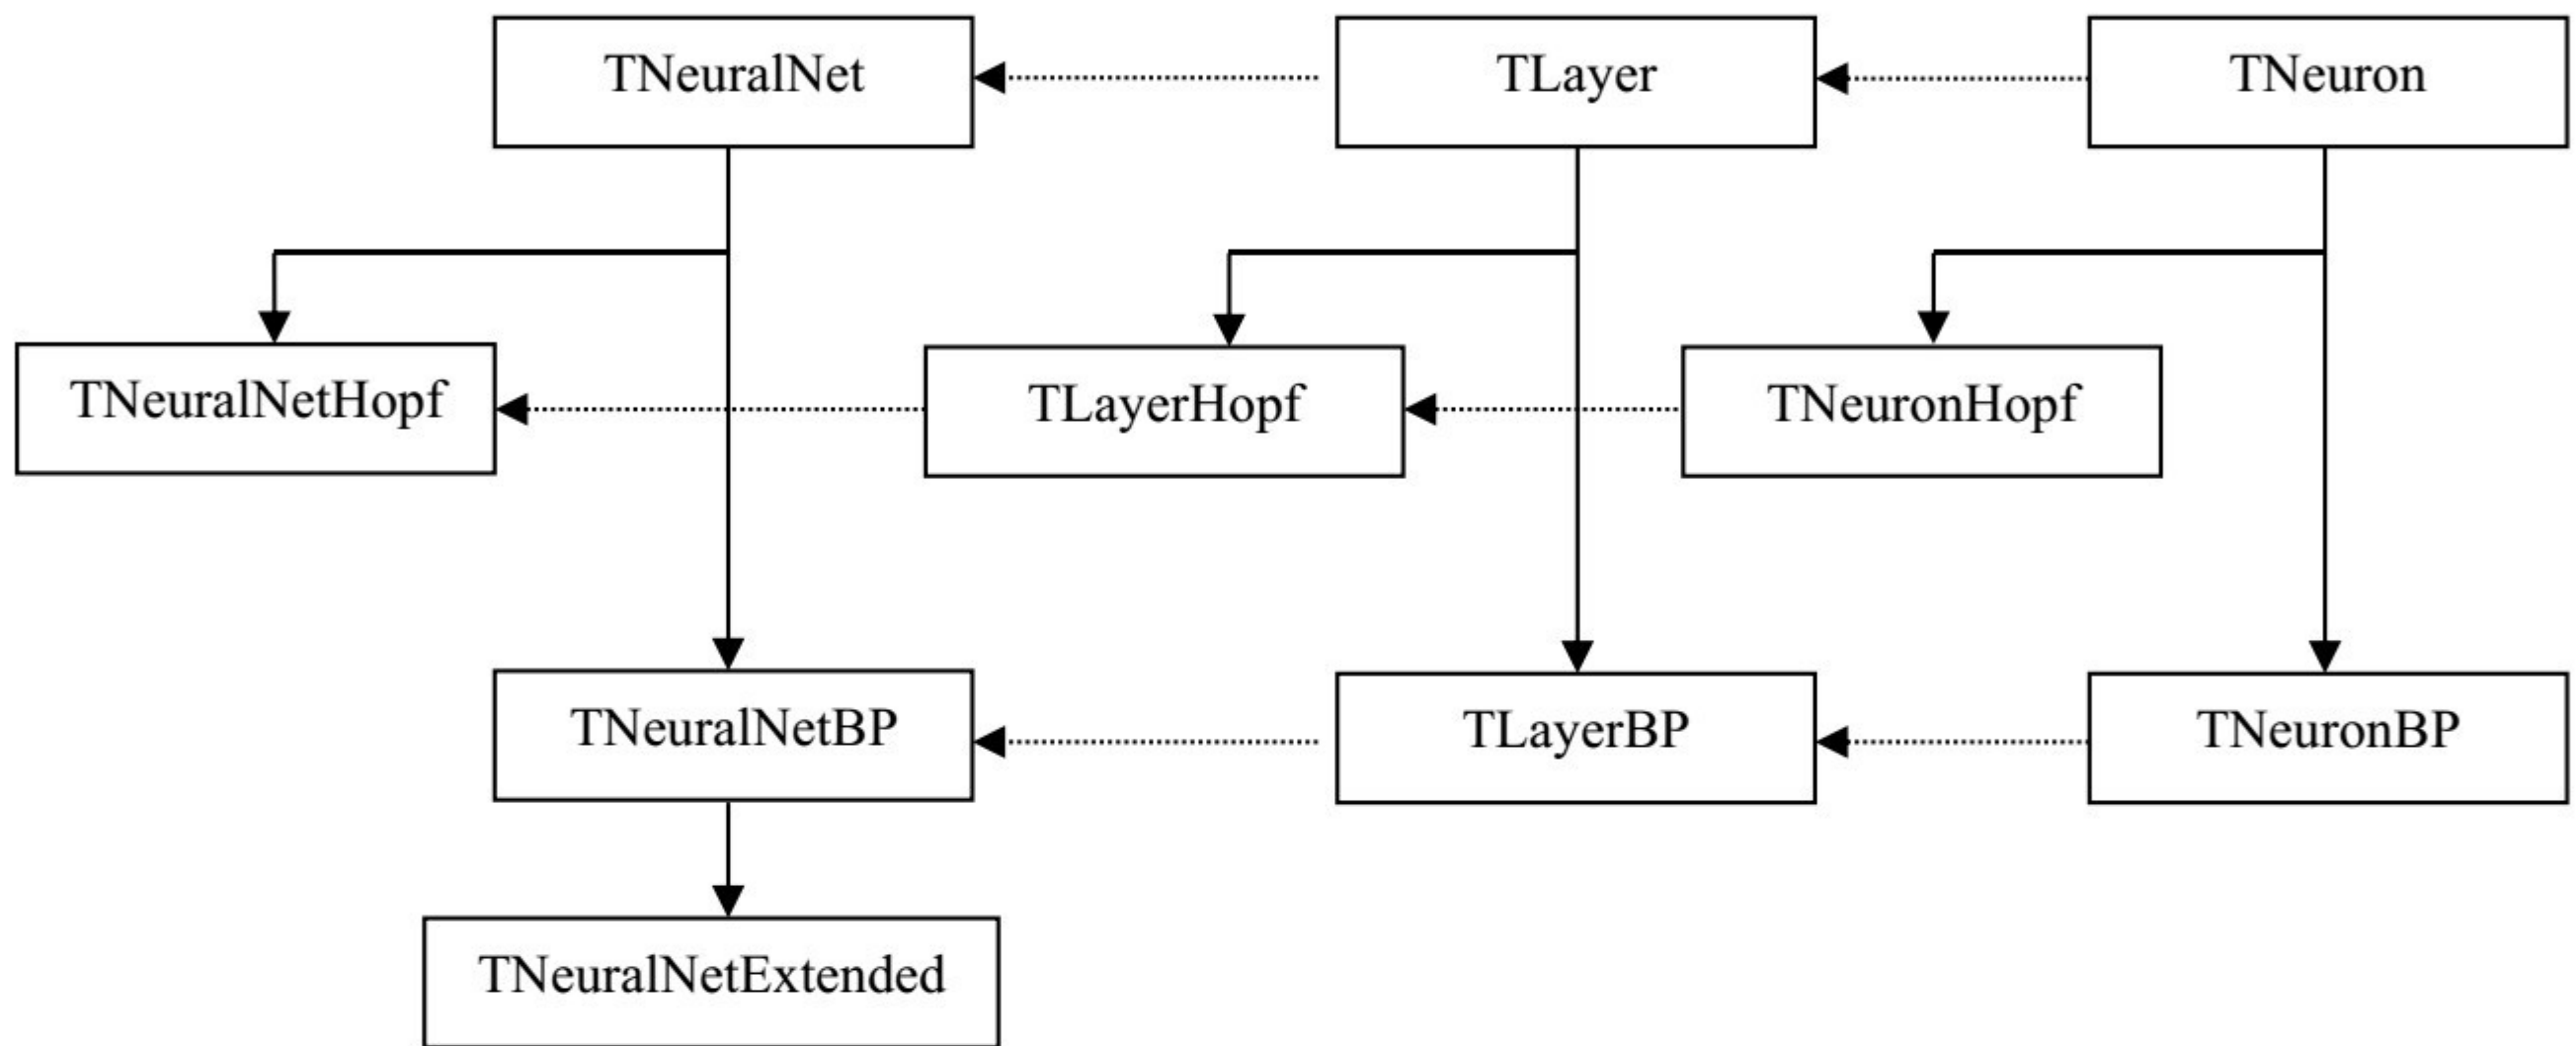 TNeuralNet
TLayer
TNeuron
TNeuralNetHopf
TLayerHopf
TNeuronHopf
TNeuralNetBP
TLayerBP
TNeuronBP
TNeuralNetExtended